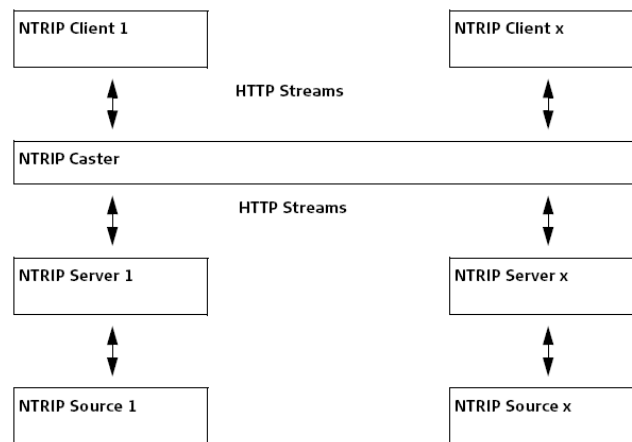 NTRIP Client 1
NTRIP Client x
HTTP Streams
NTRIP Caster
HTTP Streams
NTRIP Server 1
NTRIP Server x
NTRIP Source 1
NTRIP Source x